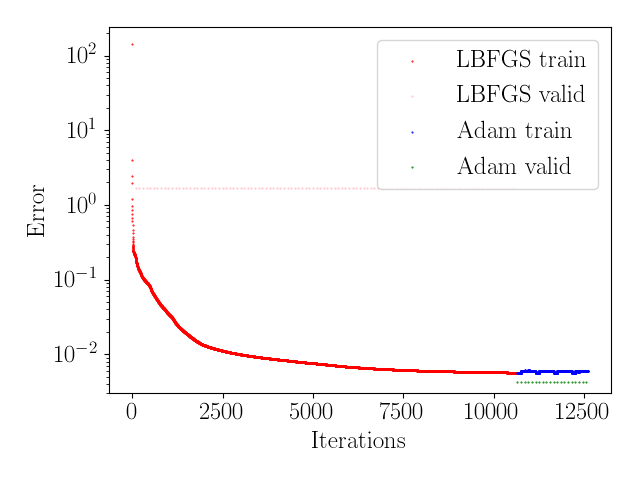 10^2
10^1
10^0
10^-1
10^-2
Error
LBFGS train
LBFGS valid
Adam train
Adam valid
0 2500 5000 7500 10000 12500
Iterations